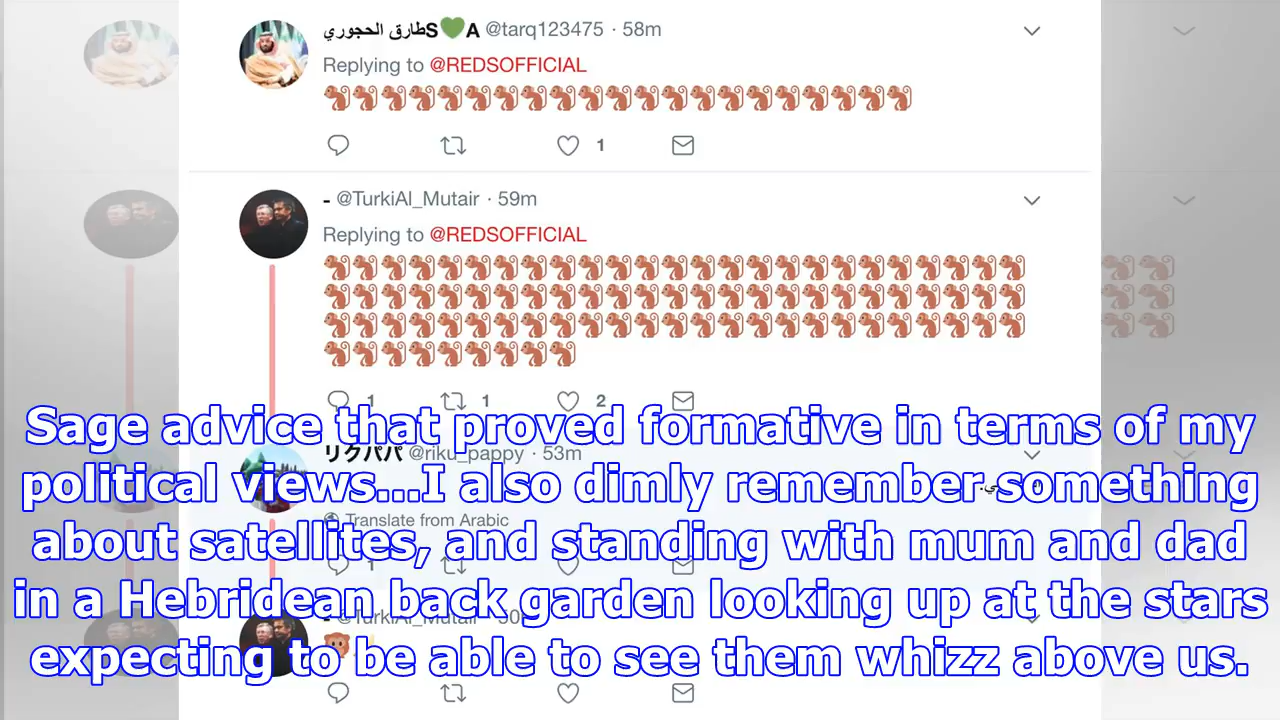 طارق الحجوريS💚A @tarq123475 · 58m
Replying to @REDSOFFICIAL
🐒🐒🐒🐒🐒🐒🐒🐒🐒🐒🐒🐒🐒🐒🐒🐒🐒🐒🐒🐒🐒
1
- @TurkiAl_Mutair · 59m
Replying to @REDSOFFICIAL
🐒🐒🐒🐒🐒🐒🐒🐒🐒🐒🐒🐒🐒🐒🐒🐒🐒🐒🐒🐒🐒🐒🐒🐒🐒
🐒🐒🐒🐒🐒🐒🐒🐒🐒🐒🐒🐒🐒🐒🐒🐒🐒🐒🐒🐒🐒🐒🐒🐒🐒
🐒🐒🐒🐒🐒🐒🐒🐒🐒🐒🐒🐒🐒🐒🐒🐒🐒🐒🐒🐒🐒🐒🐒🐒🐒
🐒🐒🐒🐒🐒🐒🐒🐒🐒
1 1 2
Sage advice that proved formative in terms of my
リクパパ @riku_pappy · 53m
political views...I also dimly remember something
Translate from Arabic
about satellites, and standing with mum and dad
1
in a Hebridean back garden looking up at the stars
- @TurkiAl_Mutair
expecting to be able to see them whizz above us.